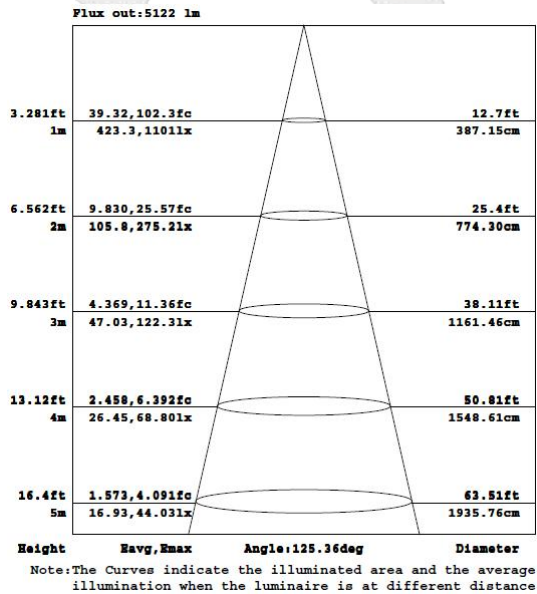 Flux out:5122 lm
3.281ft 39.32,102.3fc 12.7ft
1m 423.3,1101lx 387.15cm
6.562ft 9.830,25.57fc 25.4ft
2m 105.8,275.2lx 774.30cm
9.843ft 4.369,11.36fc 38.11ft
3m 47.03,122.3lx 1161.46cm
13.12ft 2.458,6.392fc 50.81ft
4m 26.45,68.80lx 1548.61cm
16.4ft 1.573,4.091fc 63.51ft
5m 16.93,44.03lx 1935.76cm
Height Eavg,Emax Angle:125.36deg Diameter
Note:The Curves indicate the illuminated area and the average
illumination when the luminaire is at different distance